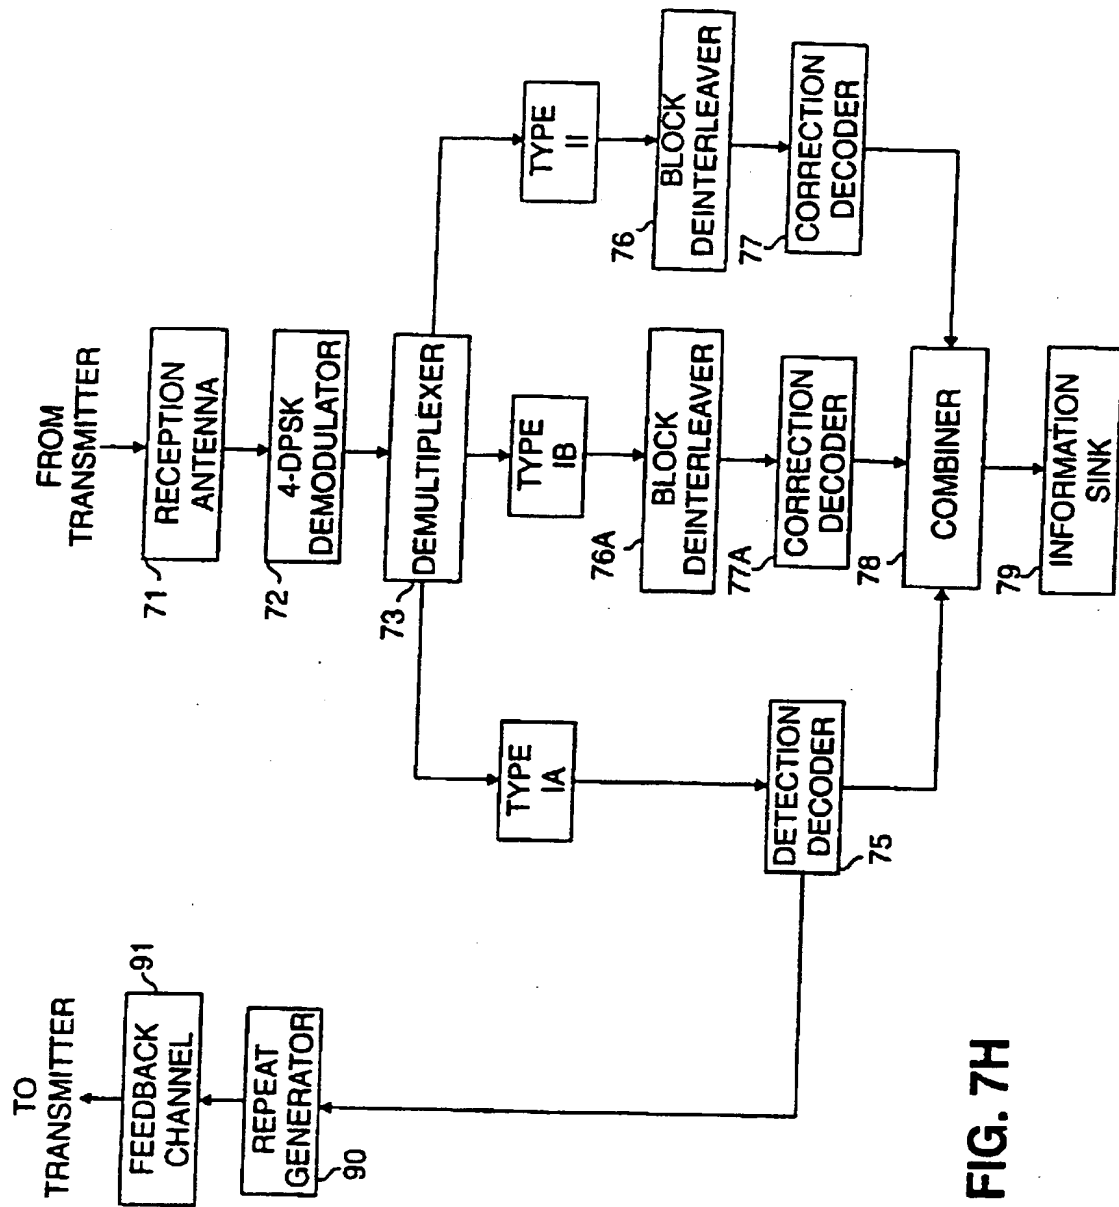 FROM
TRANSMITTER
RECEPTION
ANTENNA
71
4-DPSK
DEMODULATOR
72
DEMULTIPLEXER
73
TYPE
IA
TYPE
IB
TYPE
II
BLOCK
DEINTERLEAVER
76A
BLOCK
DEINTERLEAVER
76
DETECTION
DECODER
75
CORRECTION
DECODER
77A
CORRECTION
DECODER
77
COMBINER
78
INFORMATION
SINK
79
TO
TRANSMITTER
FEEDBACK
CHANNEL
91
REPEAT
GENERATOR
90
FIG. 7H